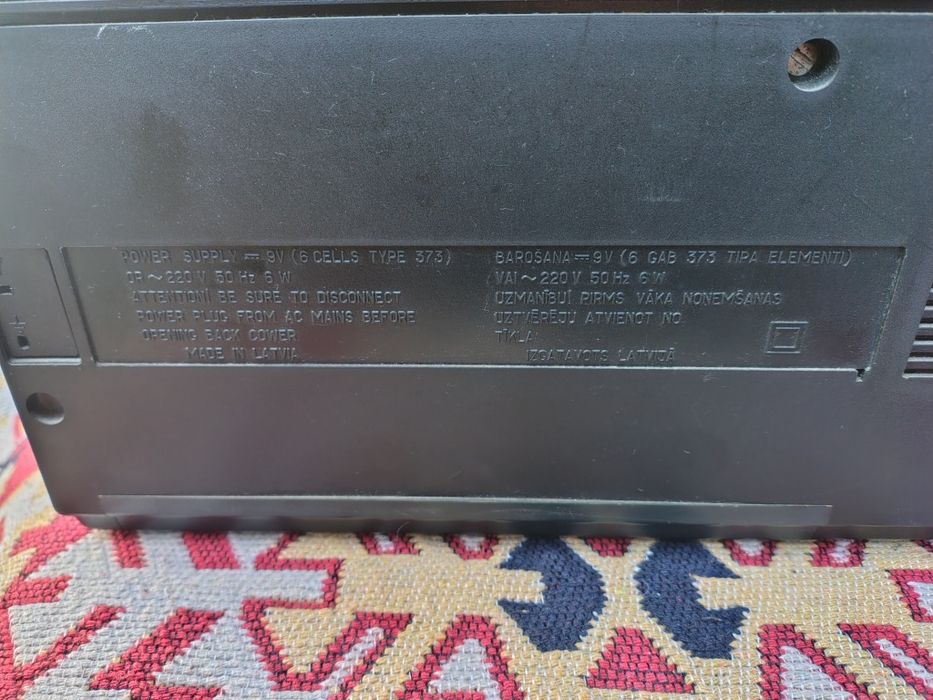 POWER SUPPLY ⎓ 9V (6 CELLS TYPE 373)
OR ~ 220 V 50 Hz 6 W
ATTENTION! BE SURE TO DISCONNECT
POWER PLUG FROM AC MAINS BEFORE
OPENING BACK COWER
MADE IN LATVIA
BAROŠANA ⎓ 9V (6 GAB 373 TIPA ELEMENTI)
VAI ~ 220 V 50 Hz 6 W
UZMANĪBU! PIRMS VĀKA NOŅEMŠANAS
UZTVĒRĒJU ATVIENOT NO
TĪKLA
IZGATAVOTS LATVIJĀ